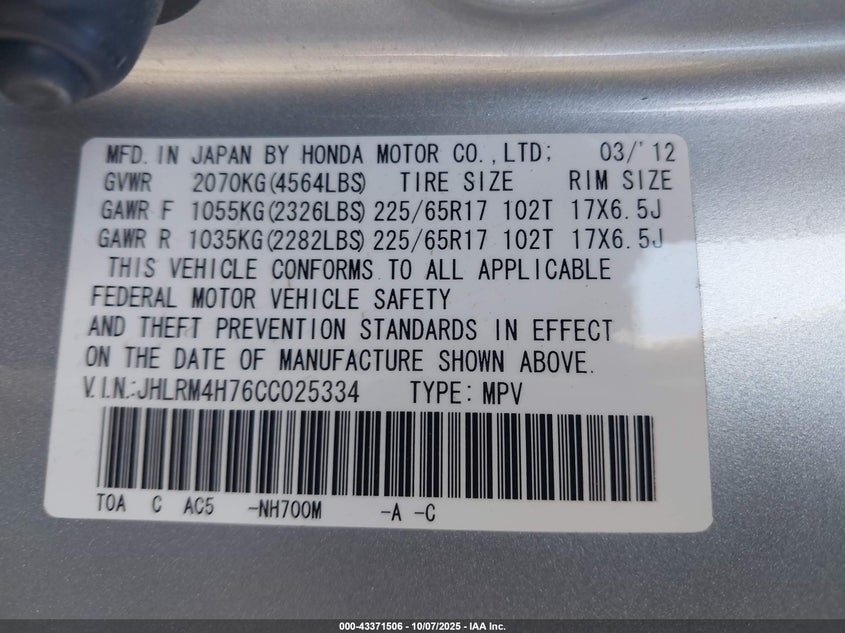 MFD. IN JAPAN BY HONDA MOTOR CO., LTD; 03/'12
GVWR 2070KG(4564LBS) TIRE SIZE RIM SIZE
GAWR F 1055KG(2326LBS) 225/65R17 102T 17X6.5J
GAWR R 1035KG(2282LBS) 225/65R17 102T 17X6.5J
THIS VEHICLE CONFORMS TO ALL APPLICABLE
FEDERAL MOTOR VEHICLE SAFETY
AND THEFT PREVENTION STANDARDS IN EFFECT
ON THE DATE OF MANUFACTURE SHOWN ABOVE.
V.I.N.:JHLRM4H76CC025334 TYPE: MPV
T0A C AC5 -NH700M -A -C
000-43371506 - 10/07/2025 - IAA Inc.